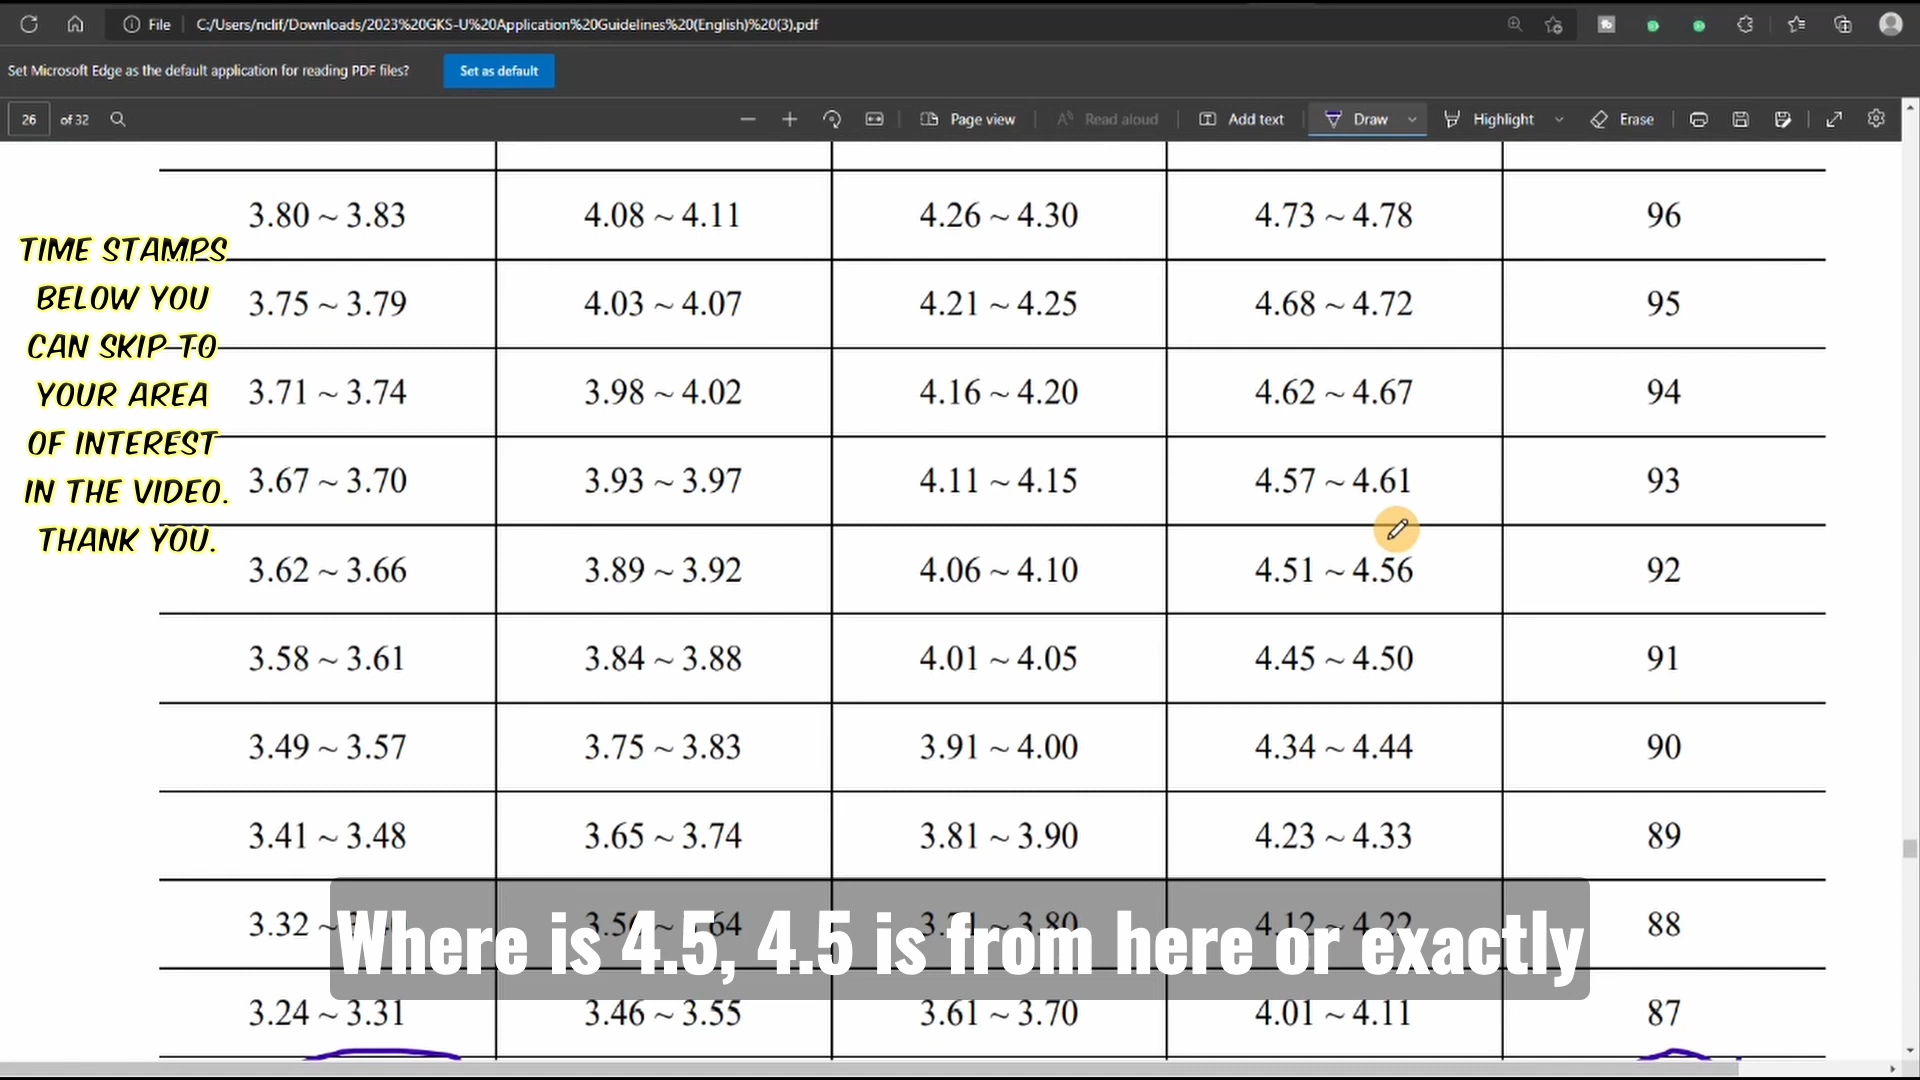 File C:/Users/nclif/Downloads/2023%20GKS-U%20Application%20Guidelines%20(English)%20(3).pdf
Set Microsoft Edge as the default application for reading PDF files? Set as default
26 of 32 Page view Read aloud Add text Draw Highlight Erase
3.80 ~ 3.83 4.08 ~ 4.11 4.26 ~ 4.30 4.73 ~ 4.78 96
3.75 ~ 3.79 4.03 ~ 4.07 4.21 ~ 4.25 4.68 ~ 4.72 95
3.71 ~ 3.74 3.98 ~ 4.02 4.16 ~ 4.20 4.62 ~ 4.67 94
3.67 ~ 3.70 3.93 ~ 3.97 4.11 ~ 4.15 4.57 ~ 4.61 93
3.62 ~ 3.66 3.89 ~ 3.92 4.06 ~ 4.10 4.51 ~ 4.56 92
3.58 ~ 3.61 3.84 ~ 3.88 4.01 ~ 4.05 4.45 ~ 4.50 91
3.49 ~ 3.57 3.75 ~ 3.83 3.91 ~ 4.00 4.34 ~ 4.44 90
3.41 ~ 3.48 3.65 ~ 3.74 3.81 ~ 3.90 4.23 ~ 4.33 89
3.32 ~ 4.12 ~ 4.22 88
3.24 ~ 3.31 3.46 ~ 3.55 3.61 ~ 3.70 4.01 ~ 4.11 87
TIME STAMPS
BELOW YOU
CAN SKIP TO
YOUR AREA
OF INTEREST
IN THE VIDEO.
THANK YOU.
Where is 4.5, 4.5 is from here or exactly